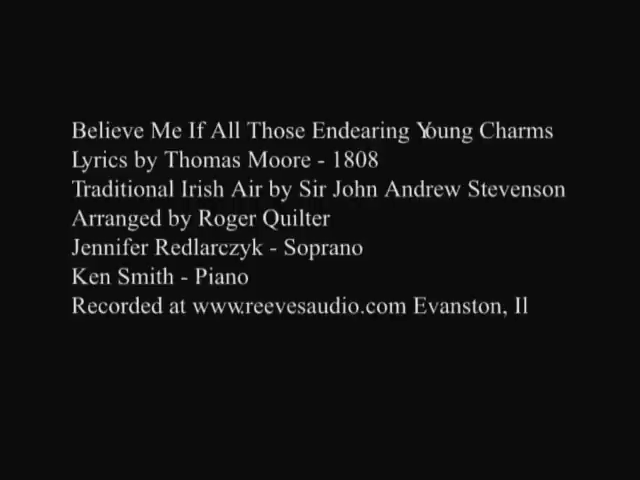 Believe Me If All Those Endearing Young Charms
Lyrics by Thomas Moore - 1808
Traditional Irish Air by Sir John Andrew Stevenson
Arranged by Roger Quilter
Jennifer Redlarczyk - Soprano
Ken Smith - Piano
Recorded at www.reevesaudio.com Evanston, Il